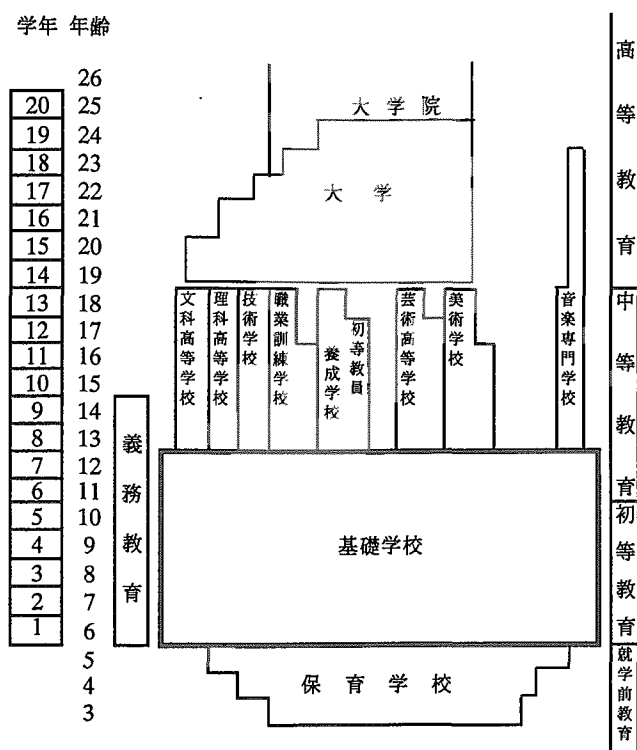 学年 年齢
26
20 25
19 24
18 23
17 22
16 21
15 20
14 19
13 18
12 17
11 16
10 15
9 14
8 13
7 12
6 11
5 10
4 9
3 8
2 7
1 6
5
4
3
義務教育
大学院
大学
文科高等学校
理科高等学校
技術学校
職業訓練学校
初等教員
養成学校
芸術高等学校
美術学校
音楽専門学校
基礎学校
保育学校
高等教育
中等教育
初等教育
就学前教育